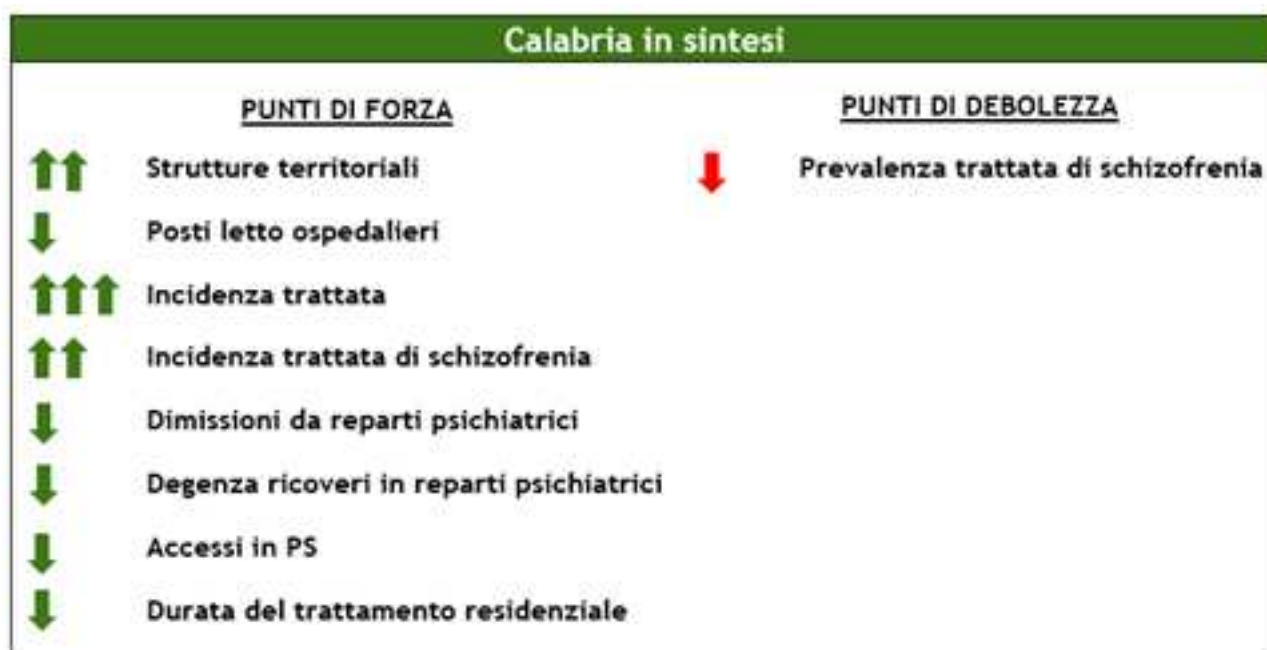 Calabria in sintesi
PUNTI DI FORZA
Strutture territoriali
Posti letto ospedalieri
Incidenza trattata
Incidenza trattata di schizofrenia
Dimissioni da reparti psichiatrici
Degenza ricoveri in reparti psichiatrici
Accessi in PS
Durata del trattamento residenziale
PUNTI DI DEBOLEZZA
Prevalenza trattata di schizofrenia